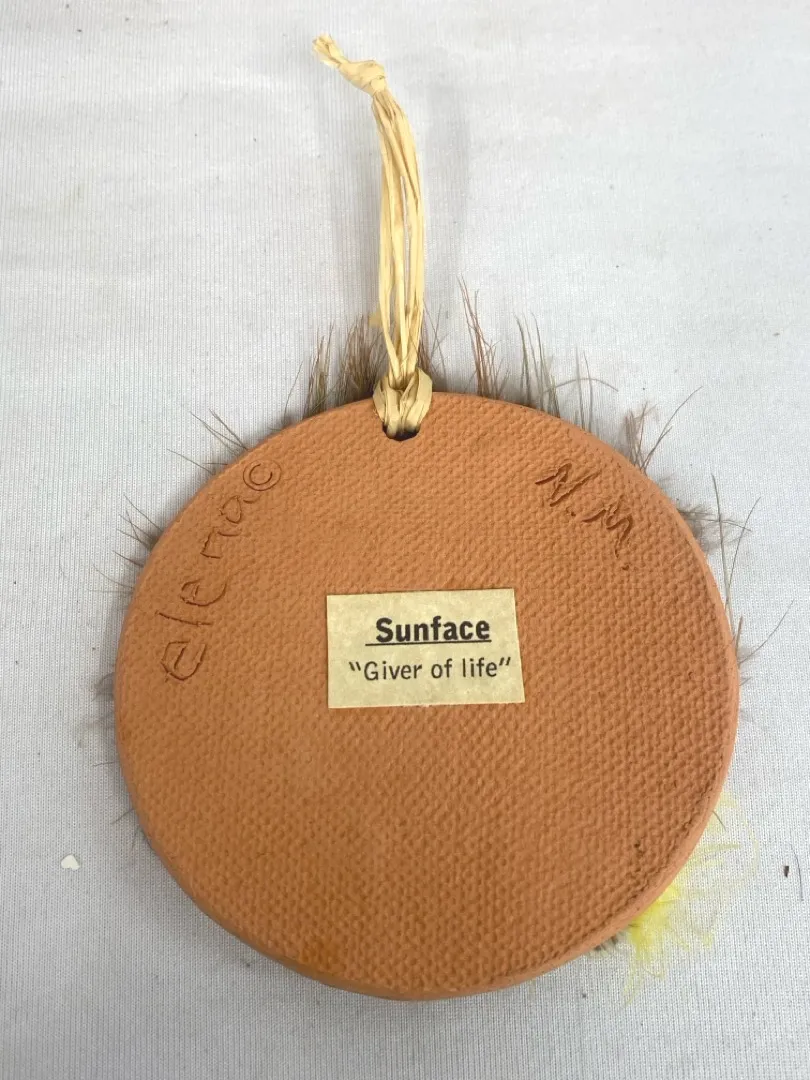 elena©
N.M.
Sunface
"Giver of life"